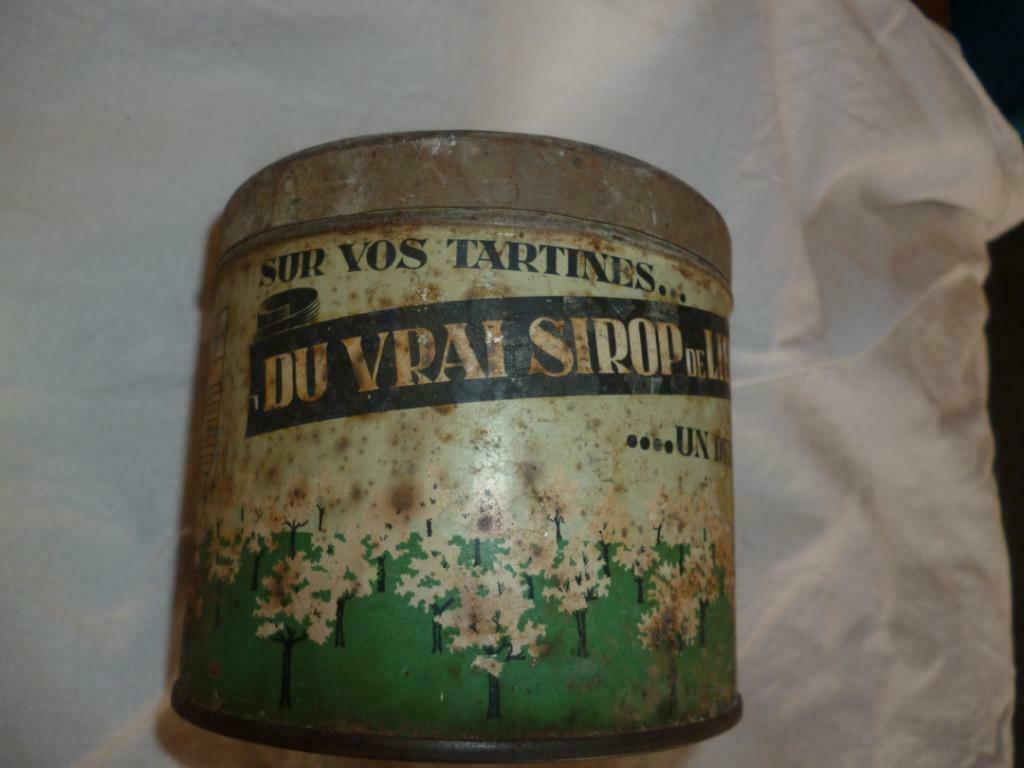 SUR VOS TARTINES...
DU VRAI SIROP DE
....UN